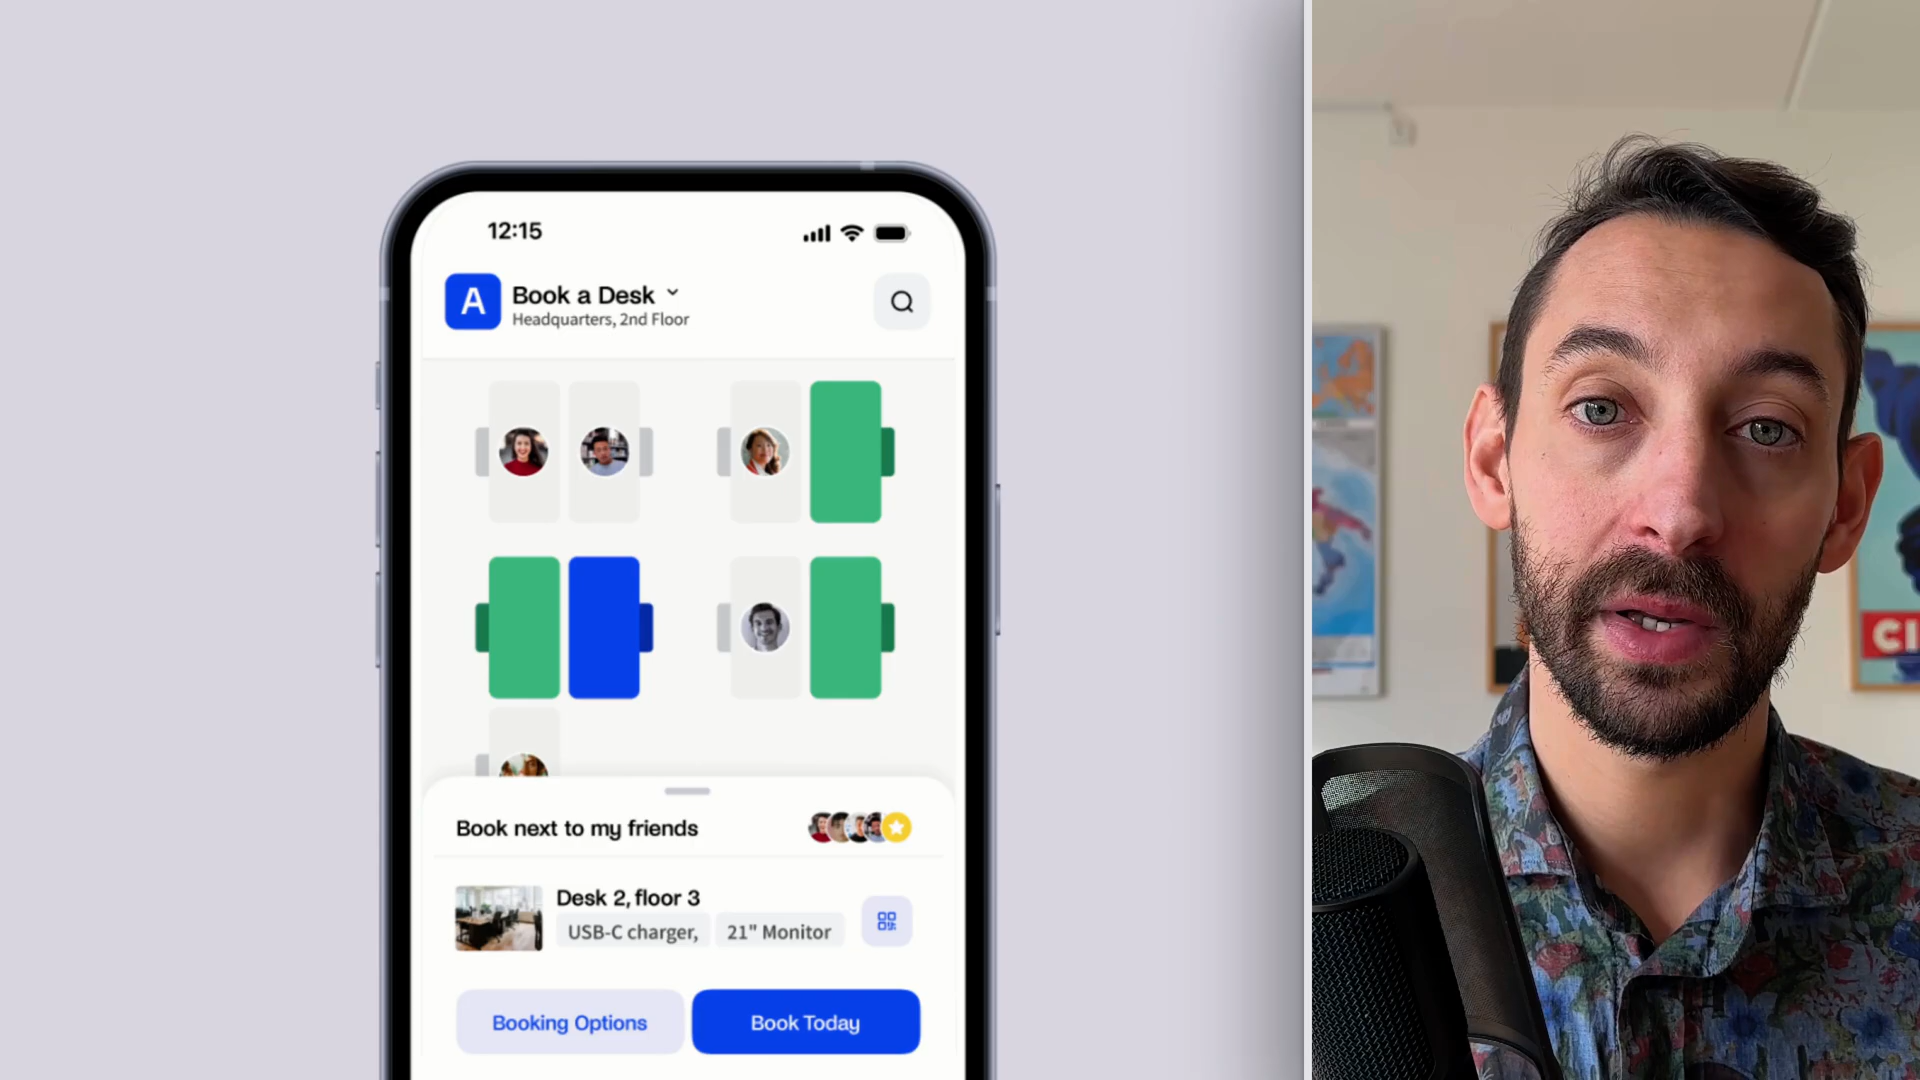 12:15
A
Book a Desk
Headquarters, 2nd Floor
Book next to my friends
Desk 2, floor 3
USB-C charger, 21" Monitor
Booking Options
Book Today
CI